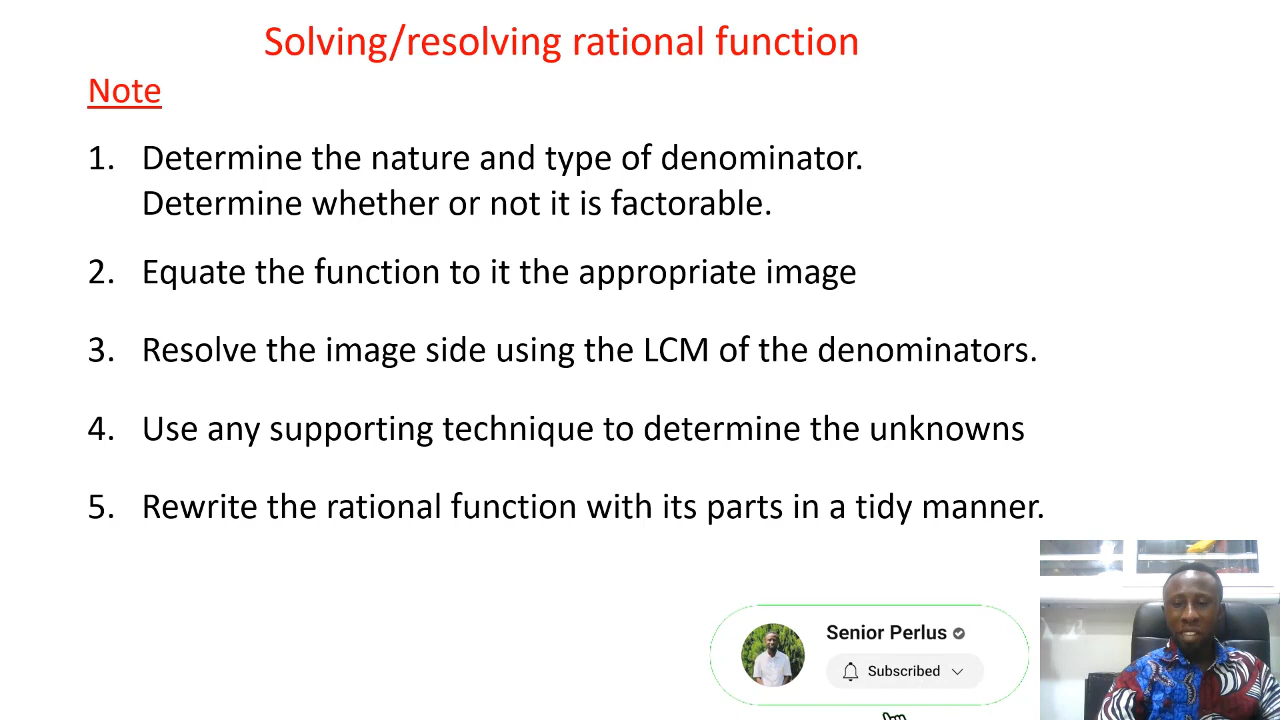 Solving/resolving rational function
Note
1. Determine the nature and type of denominator.
Determine whether or not it is factorable.
2. Equate the function to it the appropriate image
3. Resolve the image side using the LCM of the denominators.
4. Use any supporting technique to determine the unknowns
5. Rewrite the rational function with its parts in a tidy manner.
Senior Perlus
Subscribed